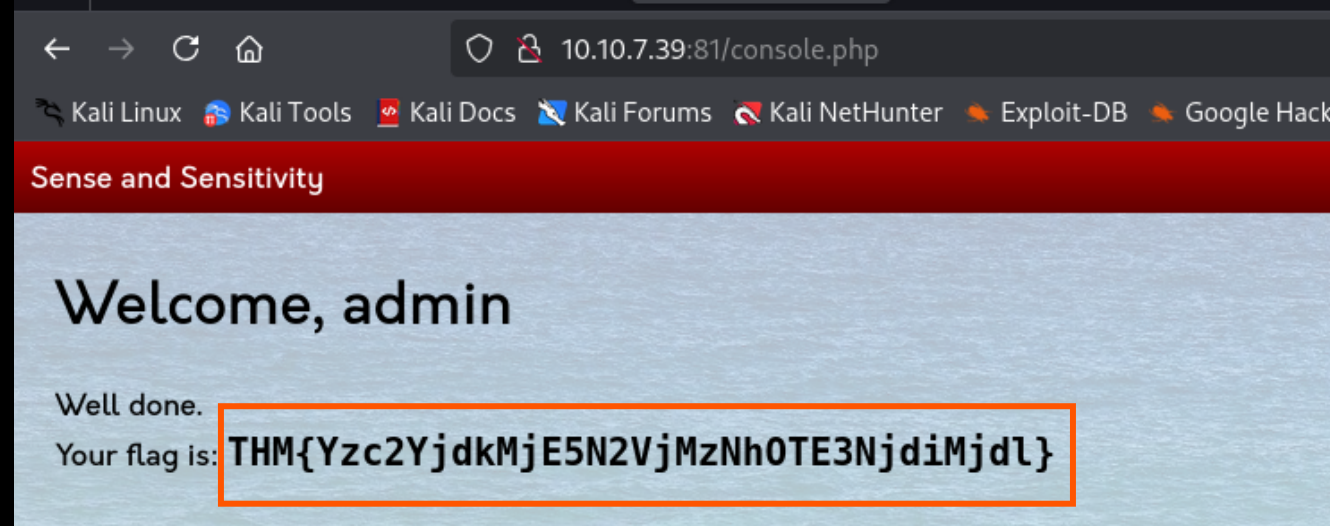 10.10.7.39:81/console.php
Kali Linux Kali Tools Kali Docs Kali Forums Kali NetHunter Exploit-DB Google Hack
Sense and Sensitivity
Welcome, admin
Well done.
Your flag is: THM{Yzc2YjdkMjE5N2VjMzNhOTE3NjdiMjdl}